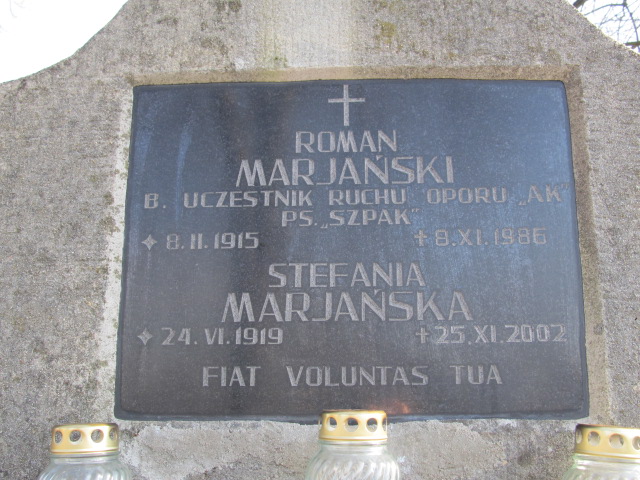 ROMAN
MARJAŃSKI
B. UCZESTNIK RUCHU OPORU „AK"
PS. „SZPAK"
8.II.1915 +8.XI.1986
STEFANIA
MARJAŃSKA
24.VI.1919 +25.XI.2002
FIAT VOLUNTAS TUA